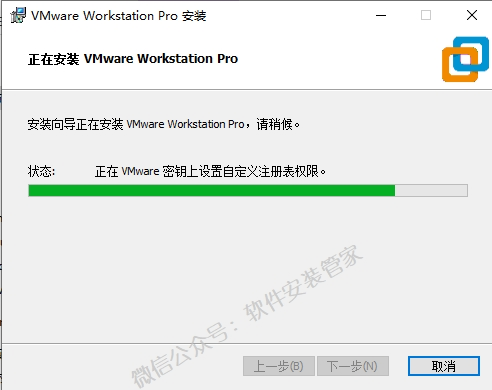 VMware Workstation Pro 安装
正在安装 VMware Workstation Pro
安装向导正在安装 VMware Workstation Pro，请稍候。
状态: 正在 VMware 密钥上设置自定义注册表权限。
微信公众号：软件安装管家
上一步(B) 下一步(N) 取消